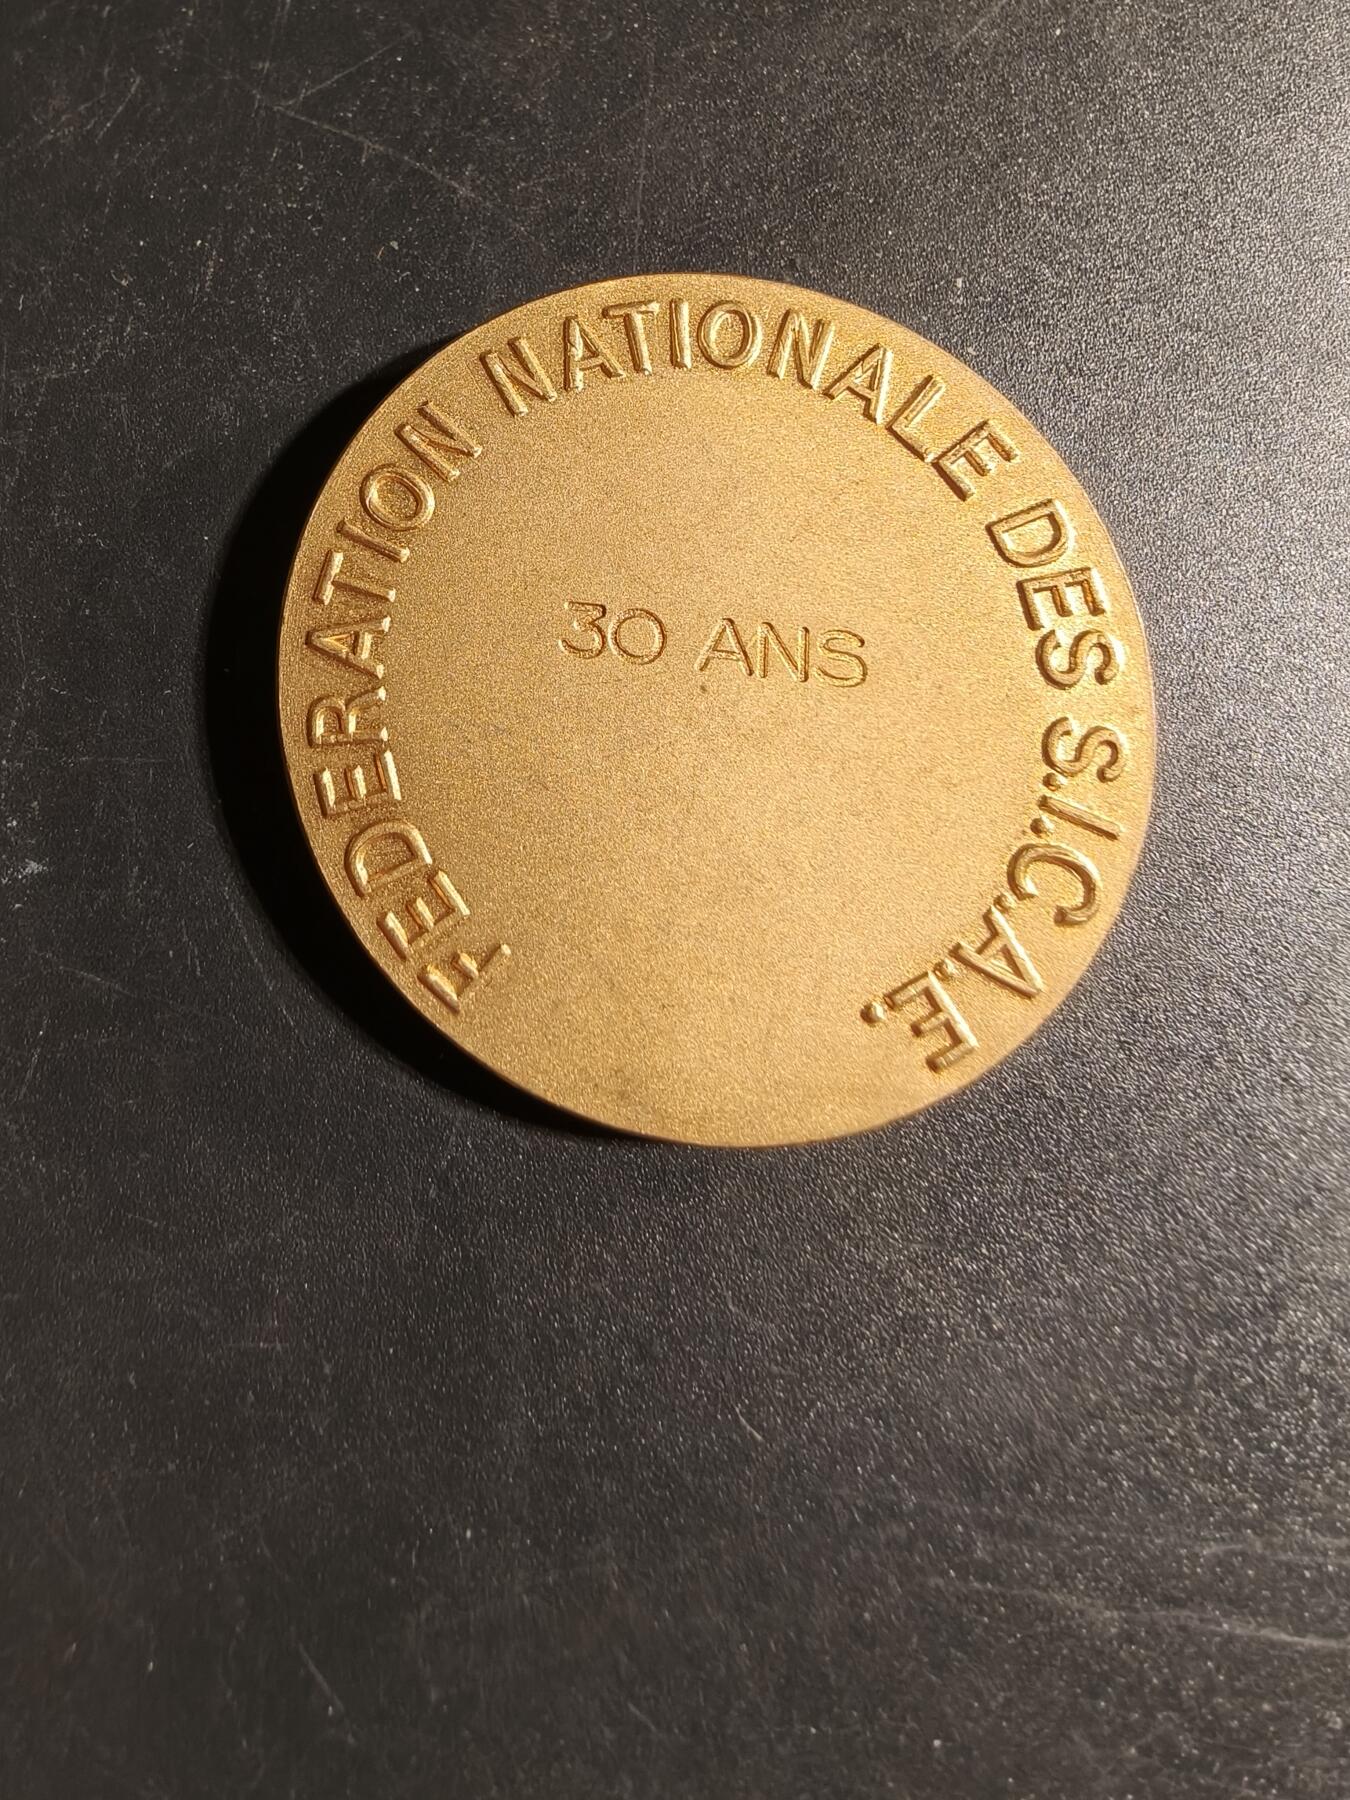 FEDERATION NATIONALE DES S.I.C.A.E.
30 ANS